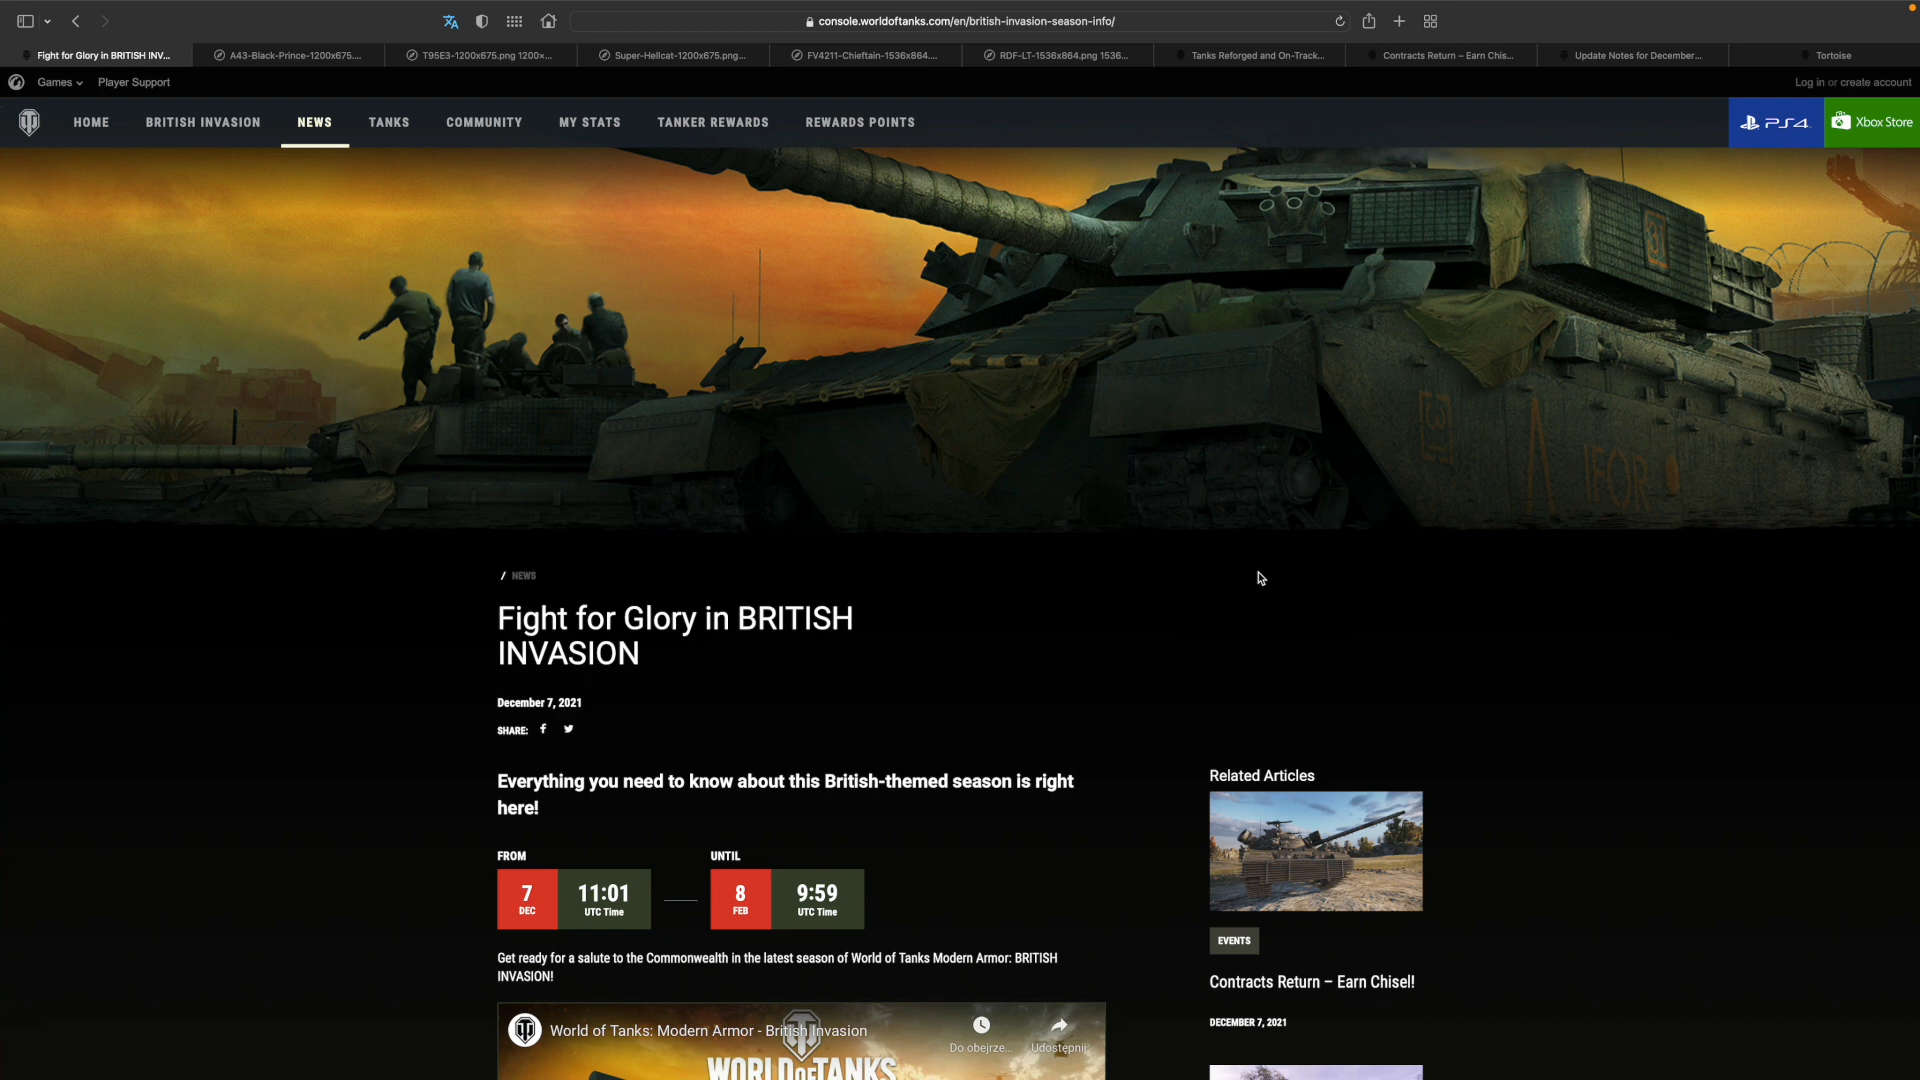 console.worldoftanks.com/en/british-invasion-season-info/
Fight for Glory in BRITISH INV...
A43-Black-Prince-1200x675....
T95E3-1200x675.png 1200×...
Super-Hellcat-1200x675.png...
FV4211-Chieftain-1536x864....
RDF-LT-1536x864.png 1536...
Tanks Reforged and On-Track...
Contracts Return – Earn Chis...
Update Notes for December...
Tortoise
Games
Player Support
Log in or create account
HOME
BRITISH INVASION
NEWS
TANKS
COMMUNITY
MY STATS
TANKER REWARDS
REWARDS POINTS
PS4
Xbox Store
IFOR
/ NEWS
Fight for Glory in BRITISH
INVASION
December 7, 2021
SHARE:
Everything you need to know about this British-themed season is right
here!
FROM
7
DEC
11:01
UTC Time
UNTIL
8
FEB
9:59
UTC Time
Get ready for a salute to the Commonwealth in the latest season of World of Tanks Modern Armor: BRITISH
INVASION!
World of Tanks: Modern Armor - British Invasion
Do obejrze...
Udostępnij
WORLD OF TANKS
Related Articles
EVENTS
Contracts Return – Earn Chisel!
DECEMBER 7, 2021